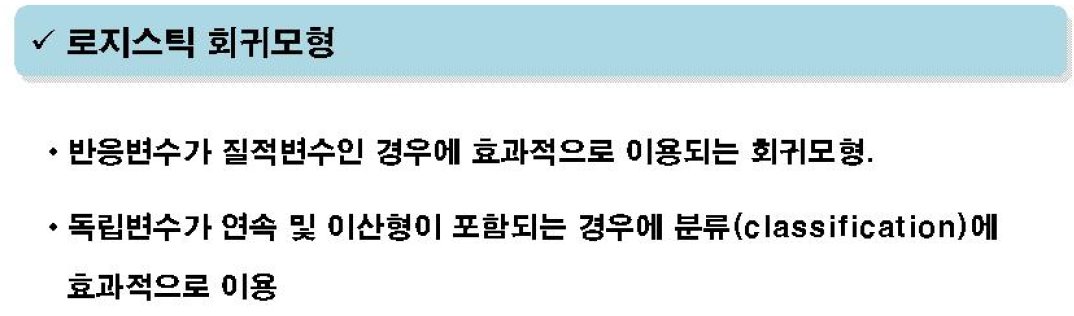 ✓ 로지스틱 회귀모형
• 반응변수가 질적변수인 경우에 효과적으로 이용되는 회귀모형.
• 독립변수가 연속 및 이산형이 포함되는 경우에 분류(classification)에
효과적으로 이용